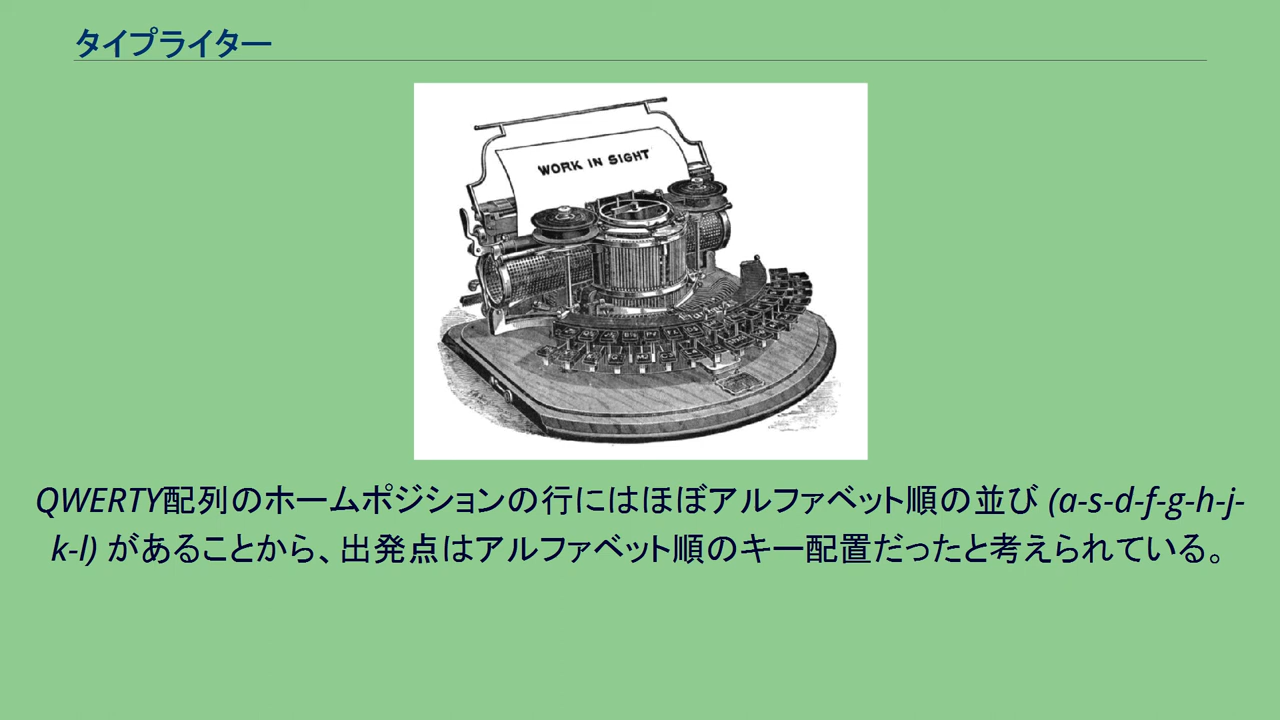 タイプライター
WORK IN SIGHT
QWERTY配列のホームポジションの行にはほぼアルファベット順の並び (a-s-d-f-g-h-j-
k-l) があることから、出発点はアルファベット順のキー配置だったと考えられている。